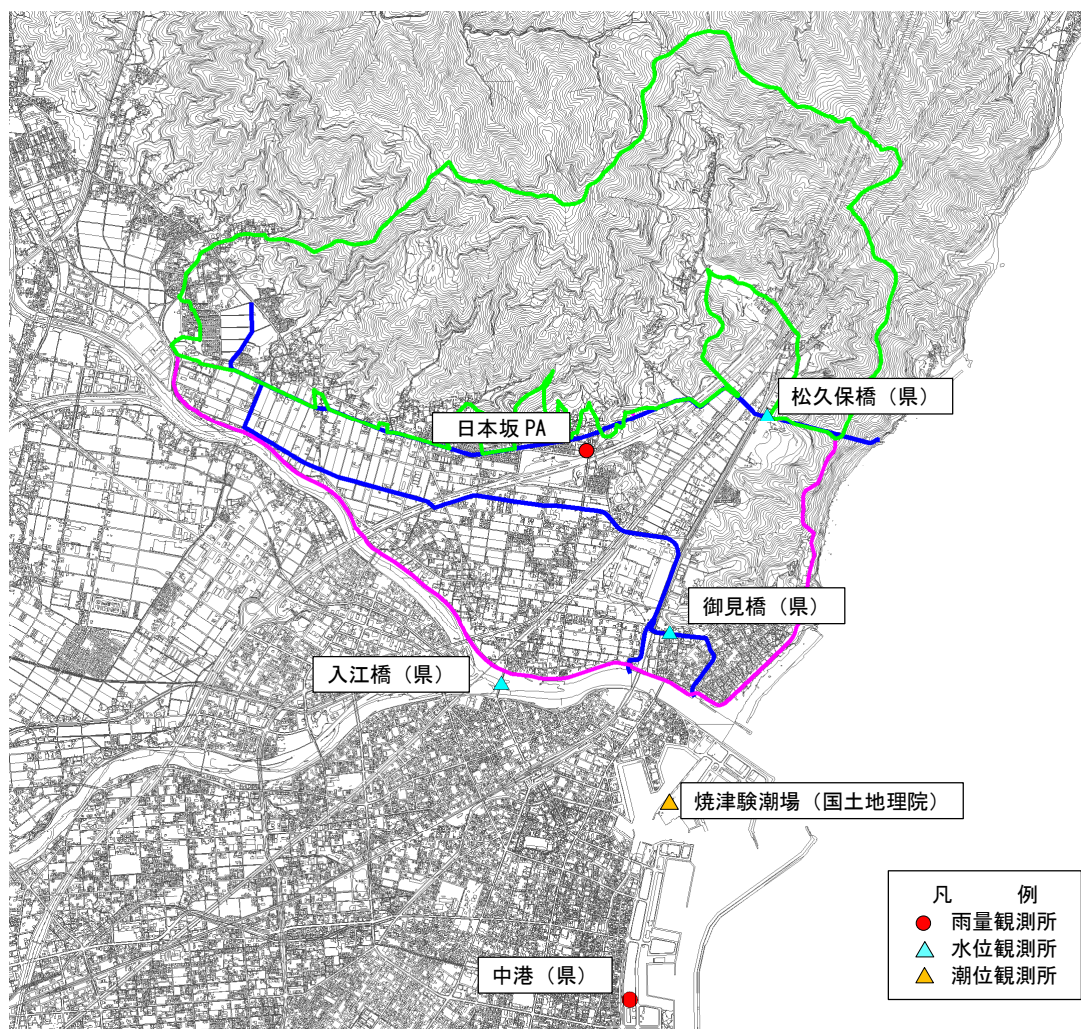 松久保橋（県）
日本坂 PA
御見橋（県）
入江橋（県）
焼津験潮場（国土地理院）
中港（県）
凡　　例
雨量観測所
水位観測所
潮位観測所